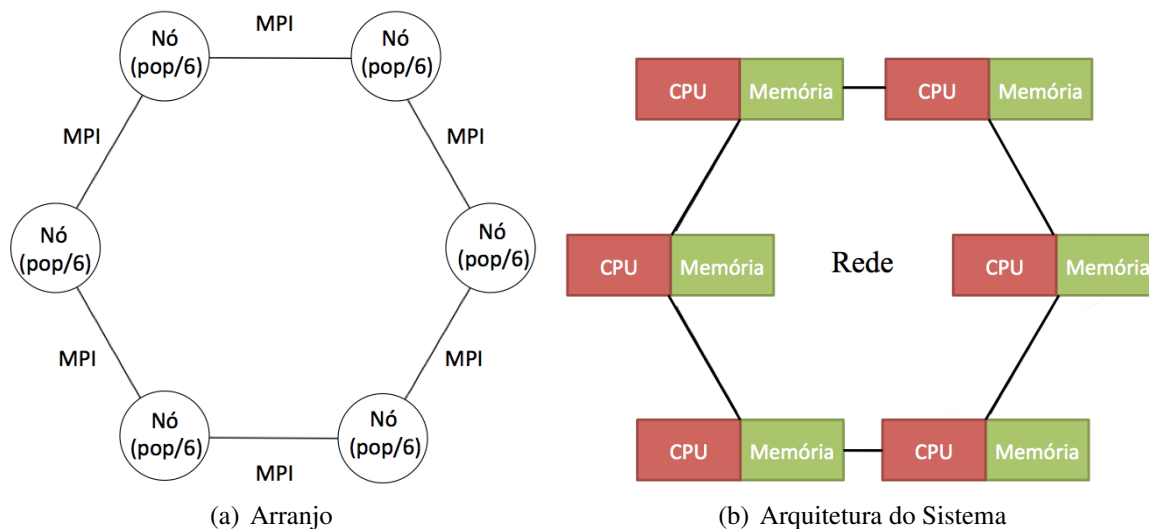 MPI
Nó
(pop/6)
Nó
(pop/6)
MPI
MPI
Nó
(pop/6)
Nó
(pop/6)
MPI
MPI
Nó
(pop/6)
Nó
(pop/6)
MPI
(a) Arranjo
CPU Memória CPU Memória
CPU Memória Rede CPU Memória
CPU Memória CPU Memória
(b) Arquitetura do Sistema